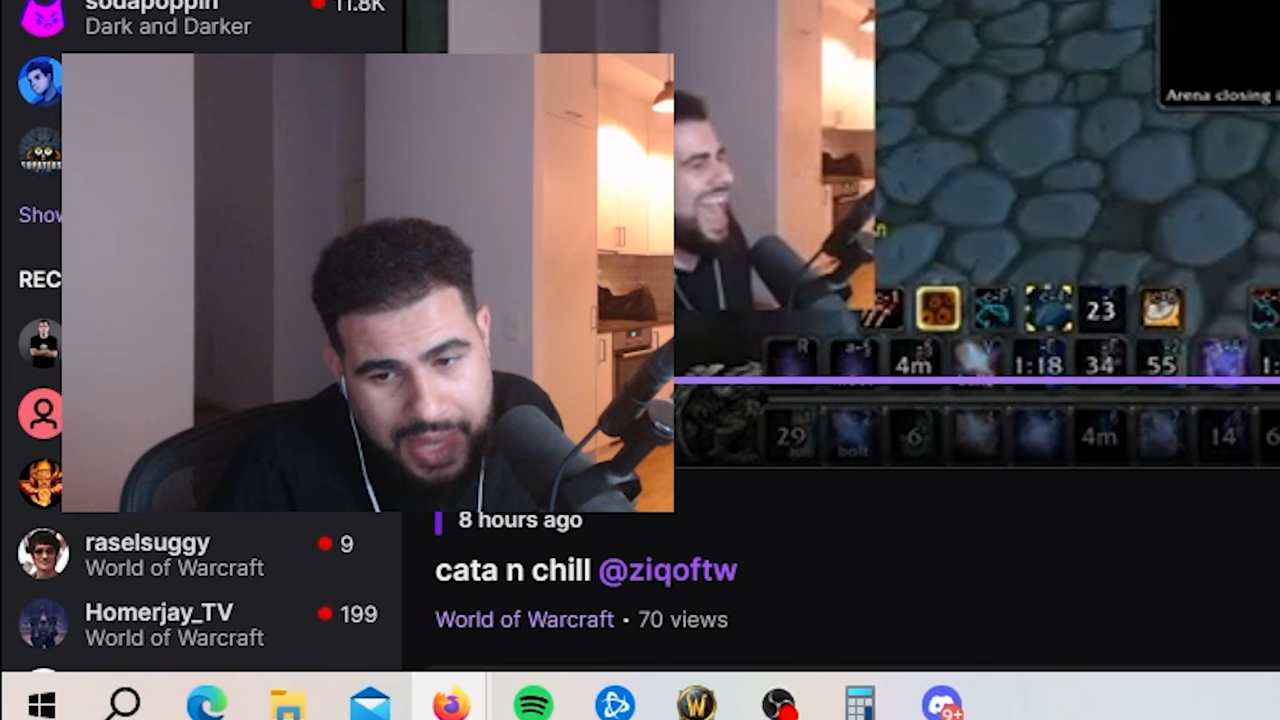 sodapoppin
11.8K
Dark and Darker
Show
REC
raselsuggy
9
World of Warcraft
Homerjay_TV
199
World of Warcraft
Arena closing
23
R
4m
1:18
34
55
29
6
4m
14
bolt
8 hours ago
cata n chill @ziqoftw
World of Warcraft • 70 views
W
9+